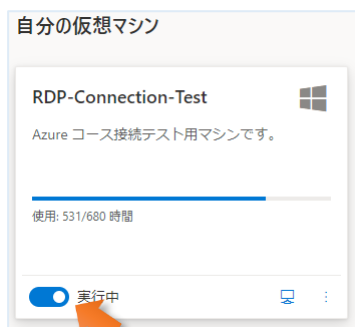 自分の仮想マシン
RDP-Connection-Test
Azure コース接続テスト用マシンです。
使用: 531/680 時間
実行中